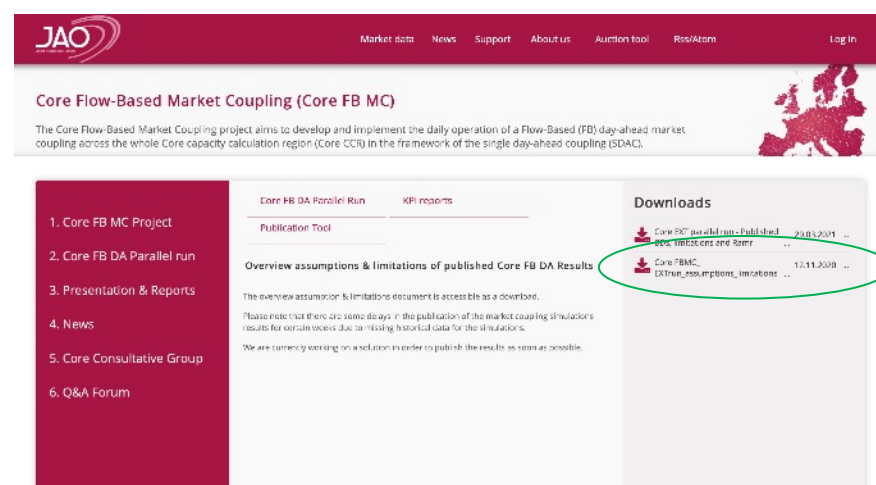 JAO
Market data News Support About us Auction tool Rss/Atom Log in
Core Flow-Based Market Coupling (Core FB MC)
The Core Flow-Based Market Coupling project aims to develop and implement the daily operation of a Flow-Based (FB) day-ahead market
coupling across the whole Core capacity calculation region (Core CCR) in the framework of the single day-ahead coupling (SDAC).
1. Core FB MC Project
2. Core FB DA Parallel run
3. Presentation & Reports
4. News
5. Core Consultative Group
6. Q&A Forum
Core FB DA Parallel Run KPI reports
Publication Tool
Overview assumptions & limitations of published Core FB DA Results
The overview assumption & limitations document is accessible as a download.
Please note that there are some delays in the publication of the market coupling simulations
results for certain weeks due to missing historical data for the simulations.
We are currently working on a solution in order to publish the results as soon as possible.
Downloads
Core EXT parallel run - Published 29.03.2021 ...
limitations and Ramr ..
Core FBMC_ 12.11.2020 ...
EXTrun_assumptions_limitations ..